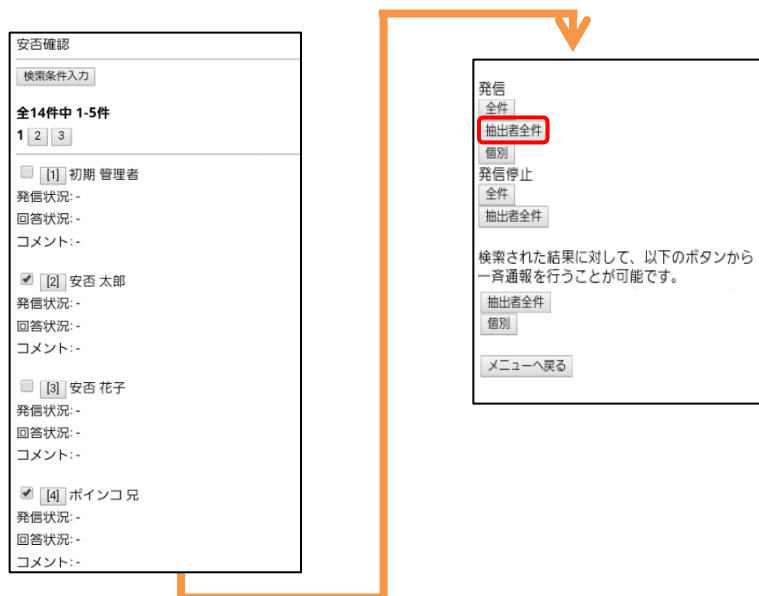 安否確認
検索条件入力
全14件中 1-5件
1 2 3
[1] 初期 管理者
発信状況: -
回答状況: -
コメント: -
[2] 安否 太郎
発信状況: -
回答状況: -
コメント: -
[3] 安否 花子
発信状況: -
回答状況: -
コメント: -
[4] ポインコ 兄
発信状況: -
回答状況: -
コメント: -
発信
全件
抽出者全件
個別
発信停止
全件
抽出者全件
検索された結果に対して、以下のボタンから
一斉通報を行うことが可能です。
抽出者全件
個別
メニューへ戻る